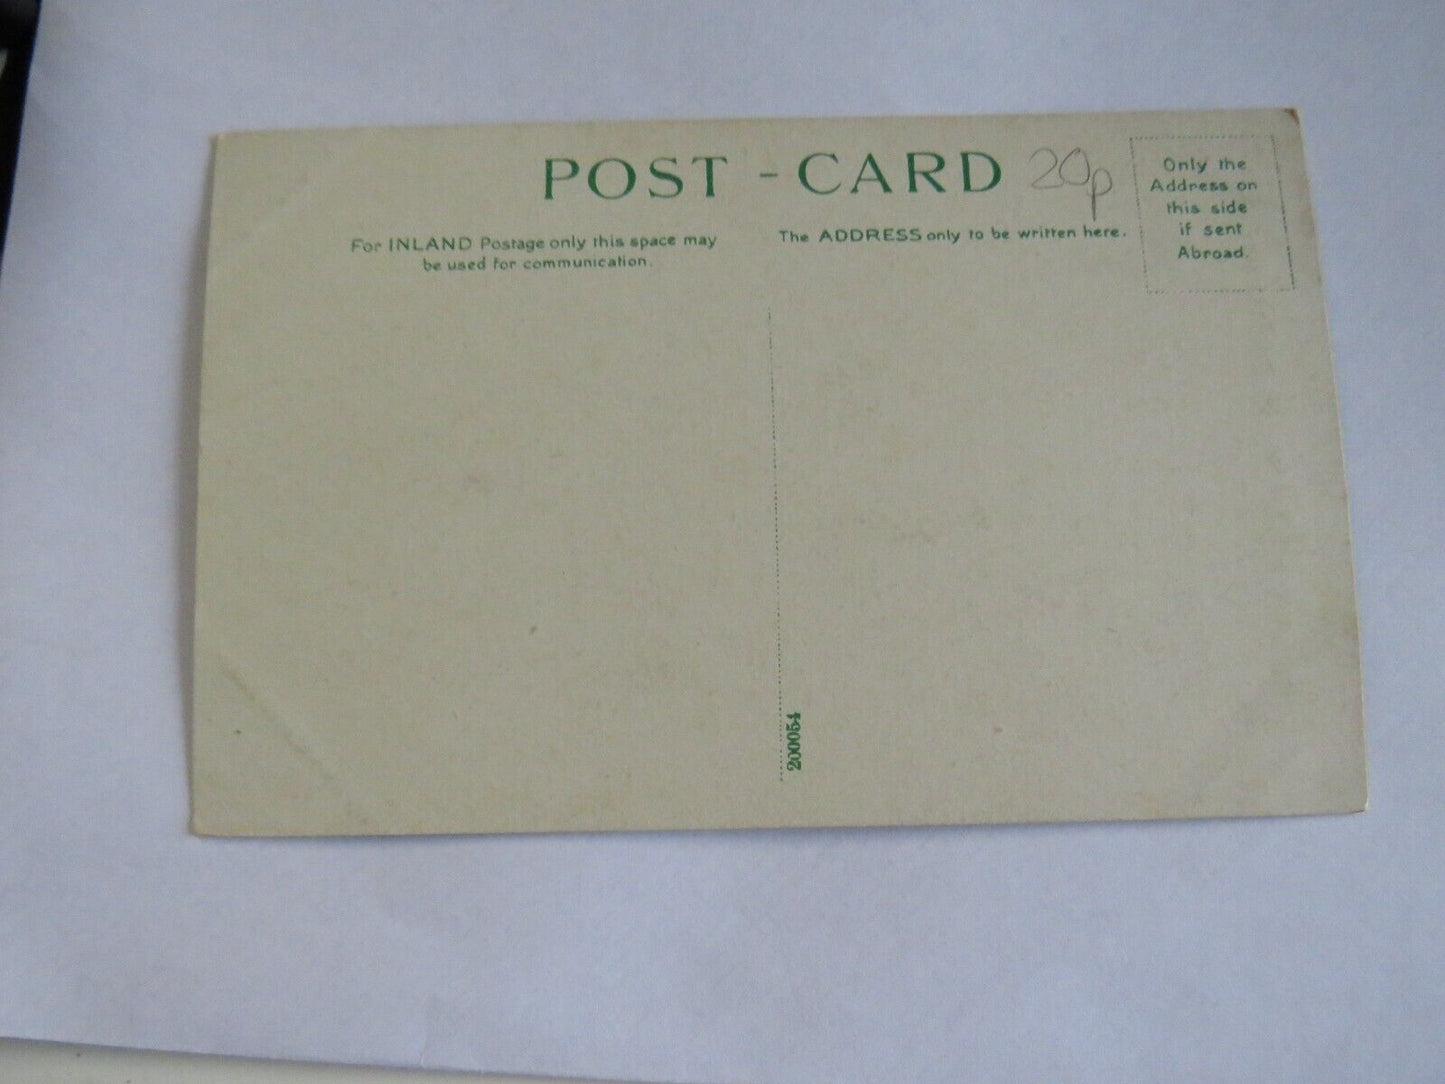 POST - CARD
20p
For INLAND Postage only this space may
be used for communication.
The ADDRESS only to be written here.
Only the
Address on
this side
if sent
Abroad.
200054